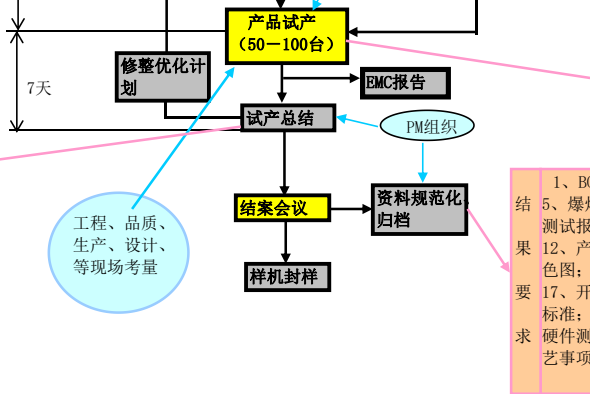 产品试产
（50－100台）
修整优化计
划
7天
EMC报告
试产总结
PM组织
资料规范化
归档
结案会议
工程、品质、
生产、设计、
等现场考量
样机封样
结
果
要
求
1、BO
5、爆炸
测试报
12、产
色图；
17、开
标准；
硬件测
艺事项